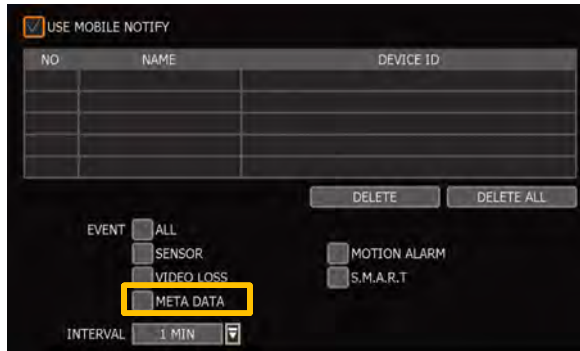 USE MOBILE NOTIFY
NO NAME DEVICE ID
DELETE DELETE ALL
EVENT ALL
SENSOR MOTION ALARM
VIDEO LOSS S.M.A.R.T
META DATA
INTERVAL 1 MIN